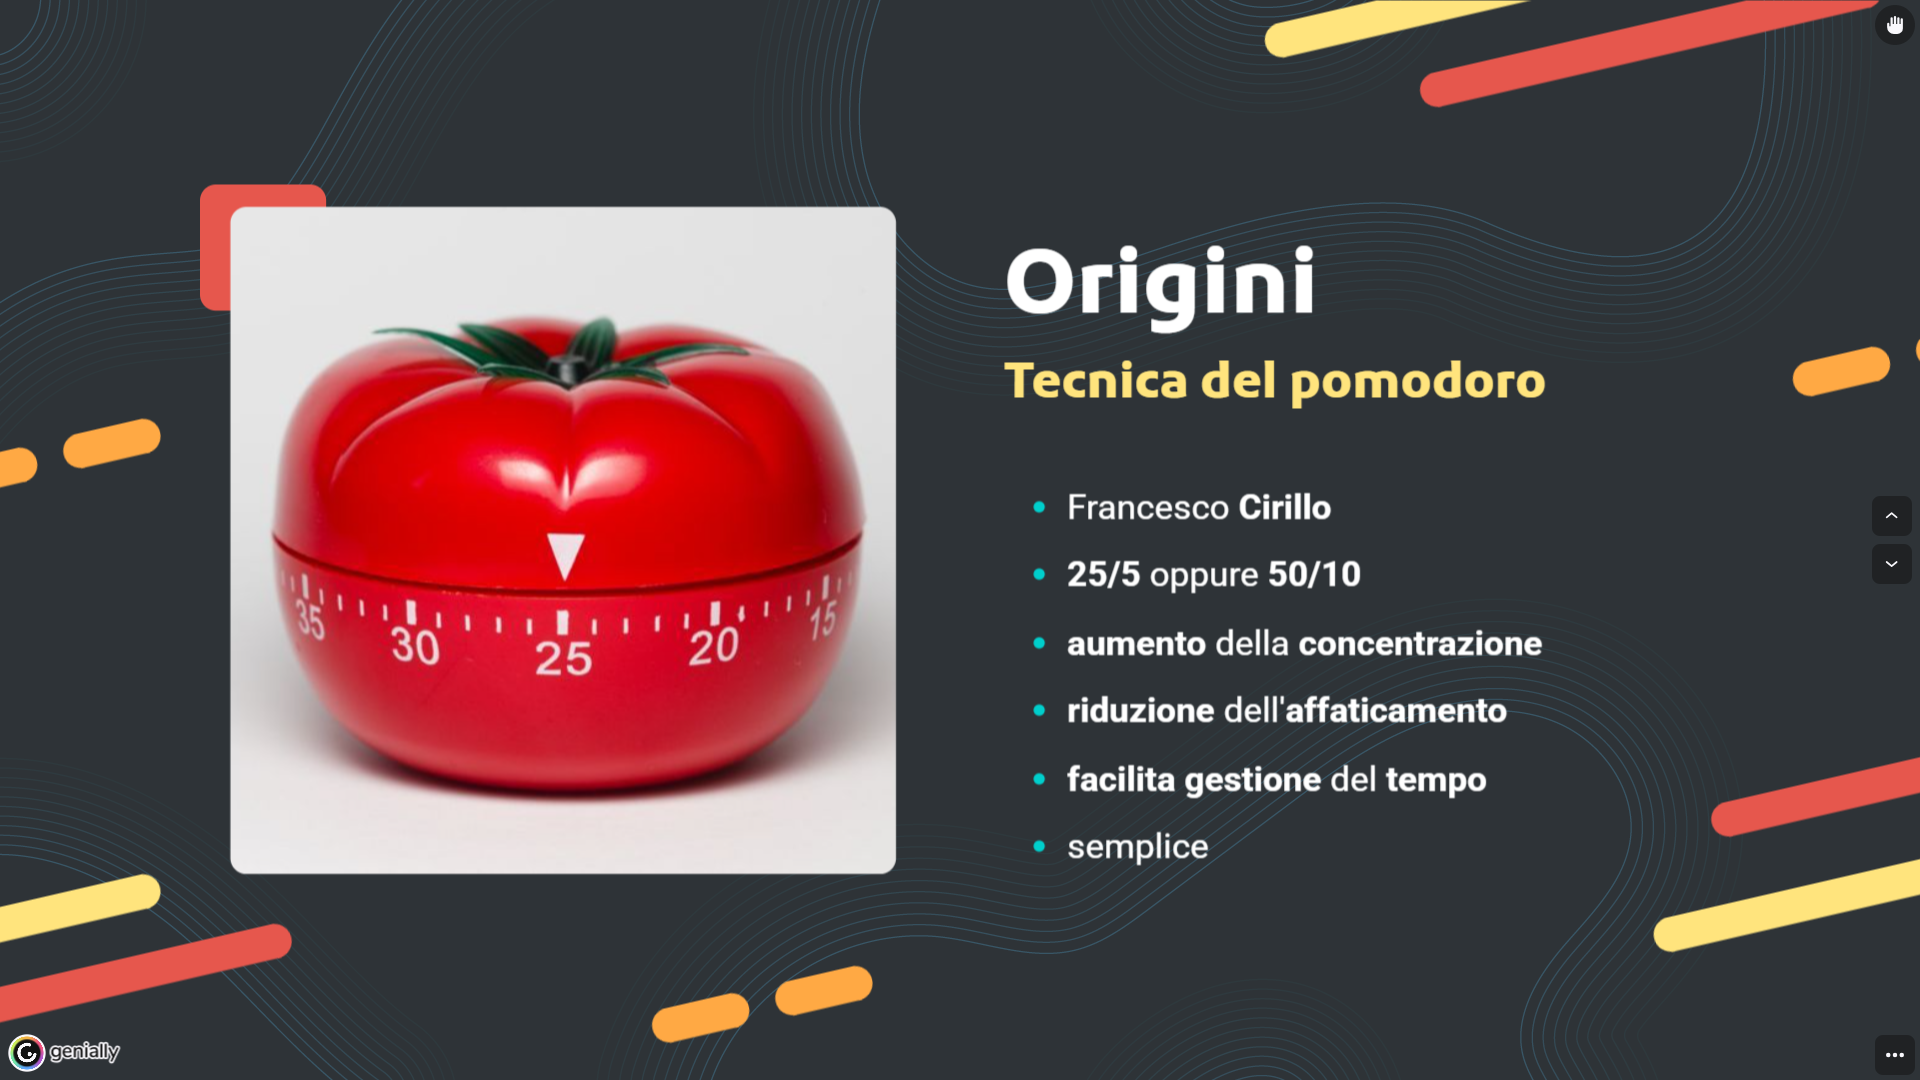 Origini
Tecnica del pomodoro
Francesco Cirillo
25/5 oppure 50/10
aumento della concentrazione
riduzione dell'affaticamento
facilita gestione del tempo
semplice
35 30 25 20 15
genially